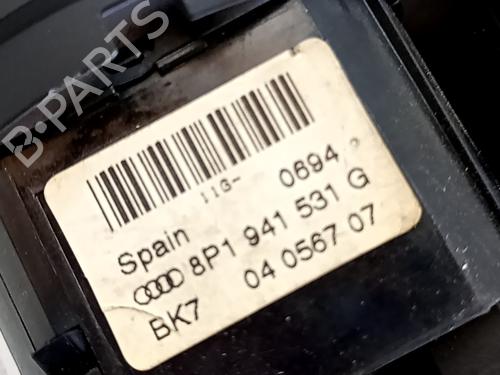 B-PARTS
11G- 0694
Spain
8P1 941 531 G
BK7 04 0567 07